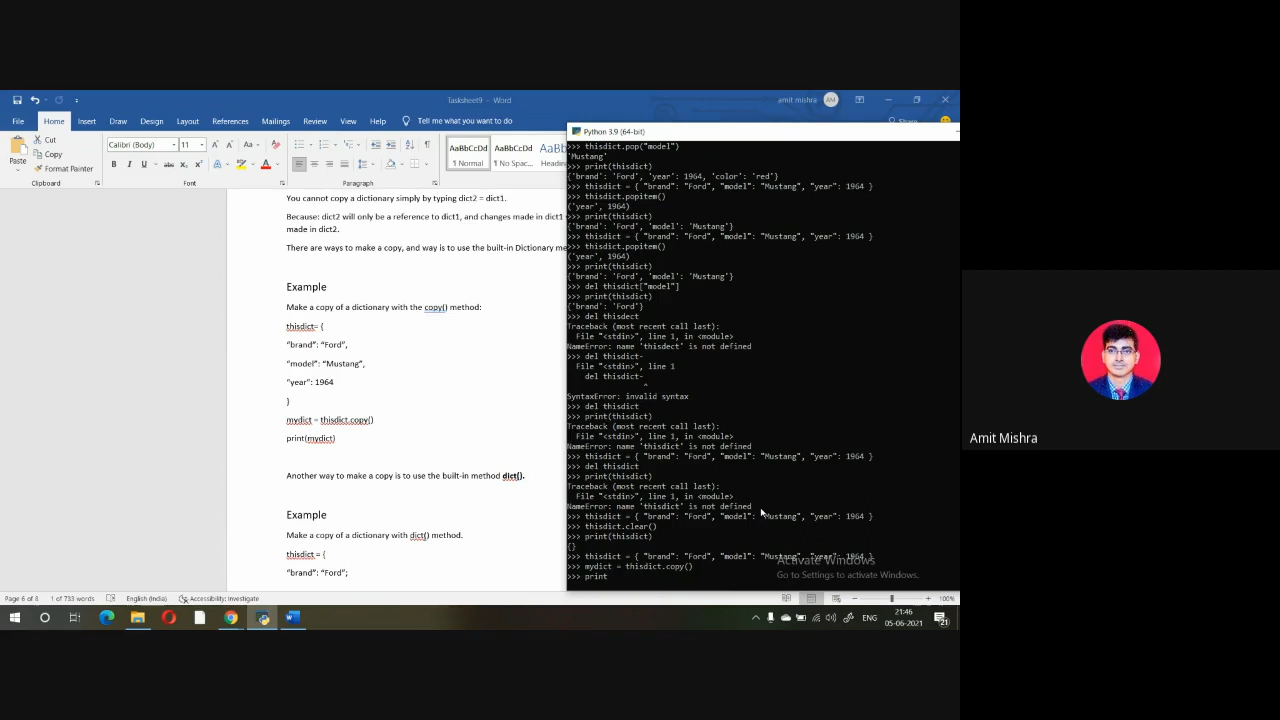 Tasksheet9 - Word
amit mishra
AM
File Home Insert Draw Design Layout References Mailings Review View Help Tell me what you want to do
Share
Cut
Copy
Format Painter
Paste
Clipboard
Calibri (Body)
11
Font
Paragraph
AaBbCcDd AaBbCcDd AaBbCc
¶ Normal ¶ No Spac... Heading
You cannot copy a dictionary simply by typing dict2 = dict1.
Because: dict2 will only be a reference to dict1, and changes made in dict1
made in dict2.
There are ways to make a copy, and way is to use the built-in Dictionary me
Example
Make a copy of a dictionary with the copy() method:
thisdict= {
“brand”: “Ford”,
“model”: “Mustang”,
“year”: 1964
}
mydict = thisdict.copy()
print(mydict)
Another way to make a copy is to use the built-in method dict().
Example
Make a copy of a dictionary with dict() method.
thisdict = {
“brand”: “Ford”;
Page 6 of 8 1 of 733 words English (India) Accessibility: Investigate
100%
Python 3.9 (64-bit)
>>> thisdict.pop("model")
'Mustang'
>>> print(thisdict)
{'brand': 'Ford', 'year': 1964, 'color': 'red'}
>>> thisdict = { "brand": "Ford", "model": "Mustang", "year": 1964 }
>>> thisdict.popitem()
('year', 1964)
>>> print(thisdict)
{'brand': 'Ford', 'model': 'Mustang'}
>>> thisdict = { "brand": "Ford", "model": "Mustang", "year": 1964 }
>>> thisdict.popitem()
('year', 1964)
>>> print(thisdict)
{'brand': 'Ford', 'model': 'Mustang'}
>>> del thisdict["model"]
>>> print(thisdict)
{'brand': 'Ford'}
>>> del thisdect
Traceback (most recent call last):
File "<stdin>", line 1, in <module>
NameError: name 'thisdect' is not defined
>>> del thisdict-
File "<stdin>", line 1
del thisdict-
^
SyntaxError: invalid syntax
>>> del thisdict
>>> print(thisdict)
Traceback (most recent call last):
File "<stdin>", line 1, in <module>
NameError: name 'thisdict' is not defined
>>> thisdict = { "brand": "Ford", "model": "Mustang", "year": 1964 }
>>> del thisdict
>>> print(thisdict)
Traceback (most recent call last):
File "<stdin>", line 1, in <module>
NameError: name 'thisdict' is not defined
>>> thisdict = { "brand": "Ford", "model": "Mustang", "year": 1964 }
>>> thisdict.clear()
>>> print(thisdict)
{}
>>> thisdict = { "brand": "Ford", "model": "Mustang", "year": 1964 }
>>> mydict = thisdict.copy()
>>> print
Activate Windows
Go to Settings to activate Windows.
ENG
21:46
05-06-2021
21
Amit Mishra